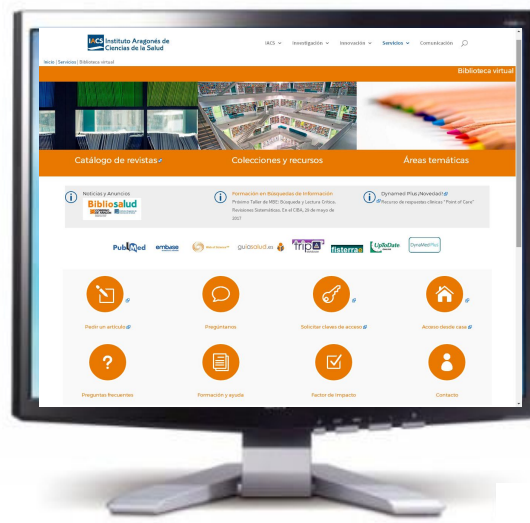 IACS Instituto Aragonés de
Ciencias de la Salud
IACS Investigación Innovación Servicios Comunicación
Inicio | Servicios | Biblioteca virtual
Biblioteca virtual
Catálogo de revistas
Colecciones y recursos
Áreas temáticas
Noticias y Anuncios
Bibliosalud
Formación en Búsquedas de Información
Próximo Taller de MBE: Búsqueda y Lectura Crítica.
Revisiones Sistemáticas. En el CIBA, 29 de mayo de
2017
Dynamed Plus ¡Novedad!
Recurso de respuestas clínicas "Point of Care"
PubMed
embase
guiasalud.es
Trip
fisterra
UpToDate
DynaMed Plus
Pedir un artículo
Pregúntanos
Solicitar claves de acceso
Acceso desde casa
Preguntas frecuentes
Formación y ayuda
Factor de Impacto
Contacto